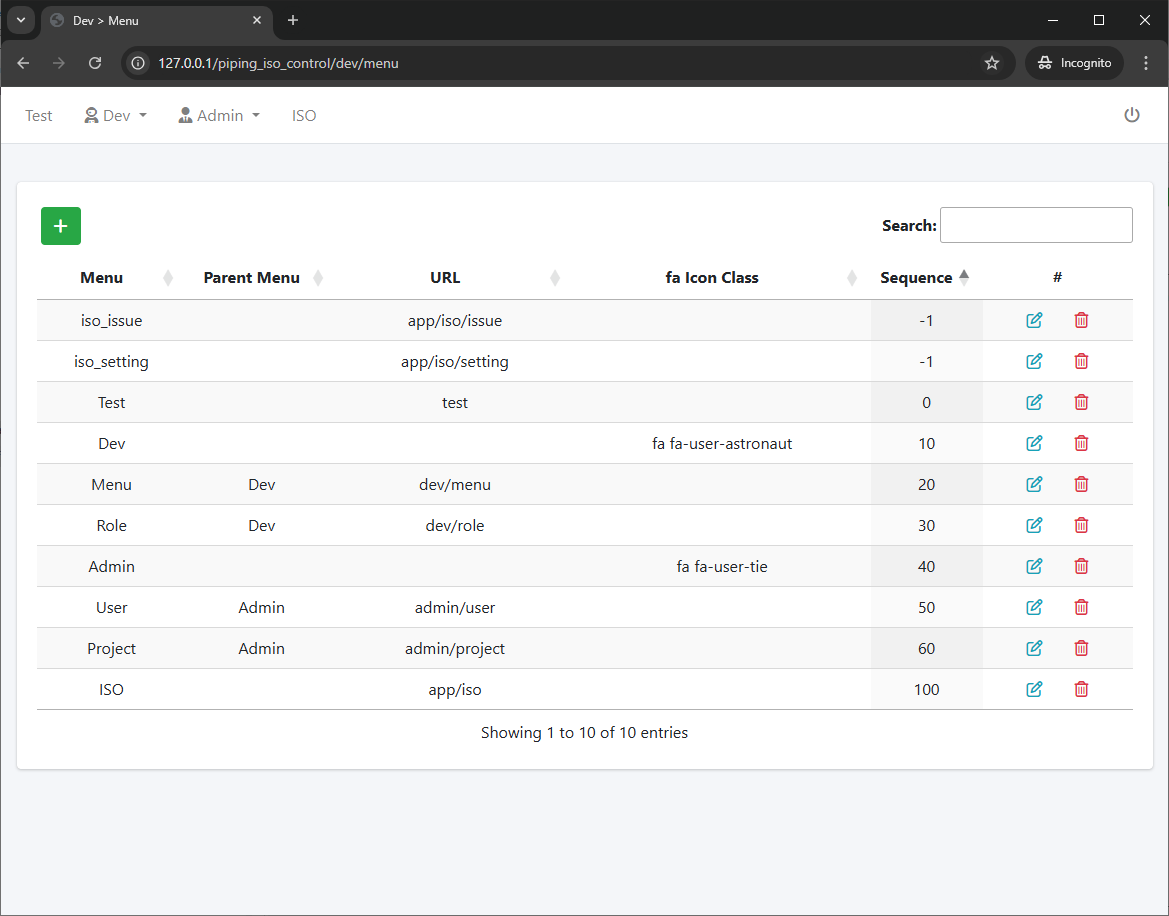 Dev > Menu
127.0.0.1/piping_iso_control/dev/menu
Incognito
Test Dev Admin ISO
Search:
Menu Parent Menu URL fa Icon Class Sequence #
iso_issue app/iso/issue -1
iso_setting app/iso/setting -1
Test test 0
Dev fa fa-user-astronaut 10
Menu Dev dev/menu 20
Role Dev dev/role 30
Admin fa fa-user-tie 40
User Admin admin/user 50
Project Admin admin/project 60
ISO app/iso 100
Showing 1 to 10 of 10 entries